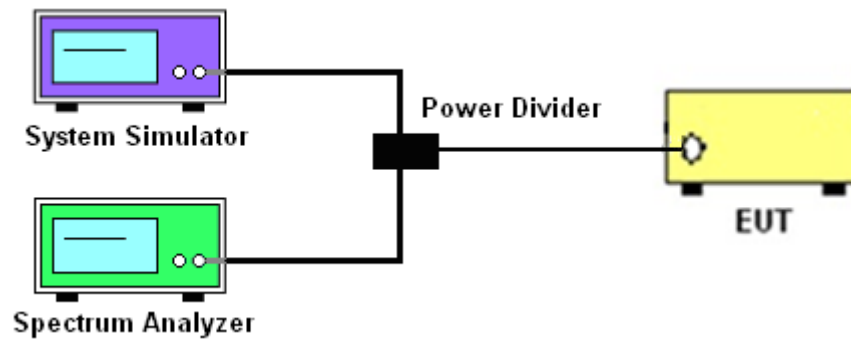 System Simulator
Power Divider
EUT
Spectrum Analyzer